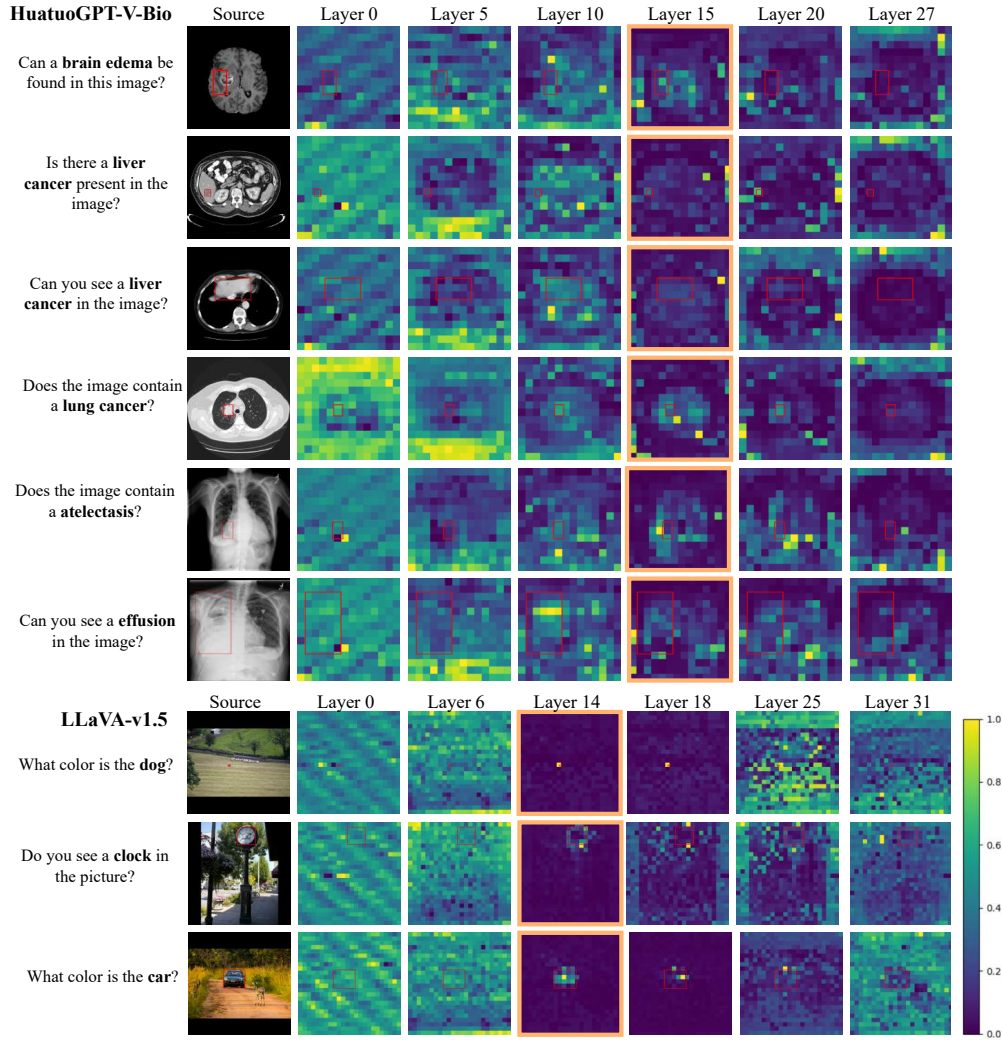 HuatuoGPT-V-Bio
Source Layer 0 Layer 5 Layer 10 Layer 15 Layer 20 Layer 27
Can a brain edema be
found in this image?
Is there a liver
cancer present in the
image?
Can you see a liver
cancer in the image?
Does the image contain
a lung cancer?
Does the image contain
a atelectasis?
Can you see a effusion
in the image?
LLaVA-v1.5
Source Layer 0 Layer 6 Layer 14 Layer 18 Layer 25 Layer 31
What color is the dog?
Do you see a clock in
the picture?
What color is the car?
1.0
0.8
0.6
0.4
0.2
0.0